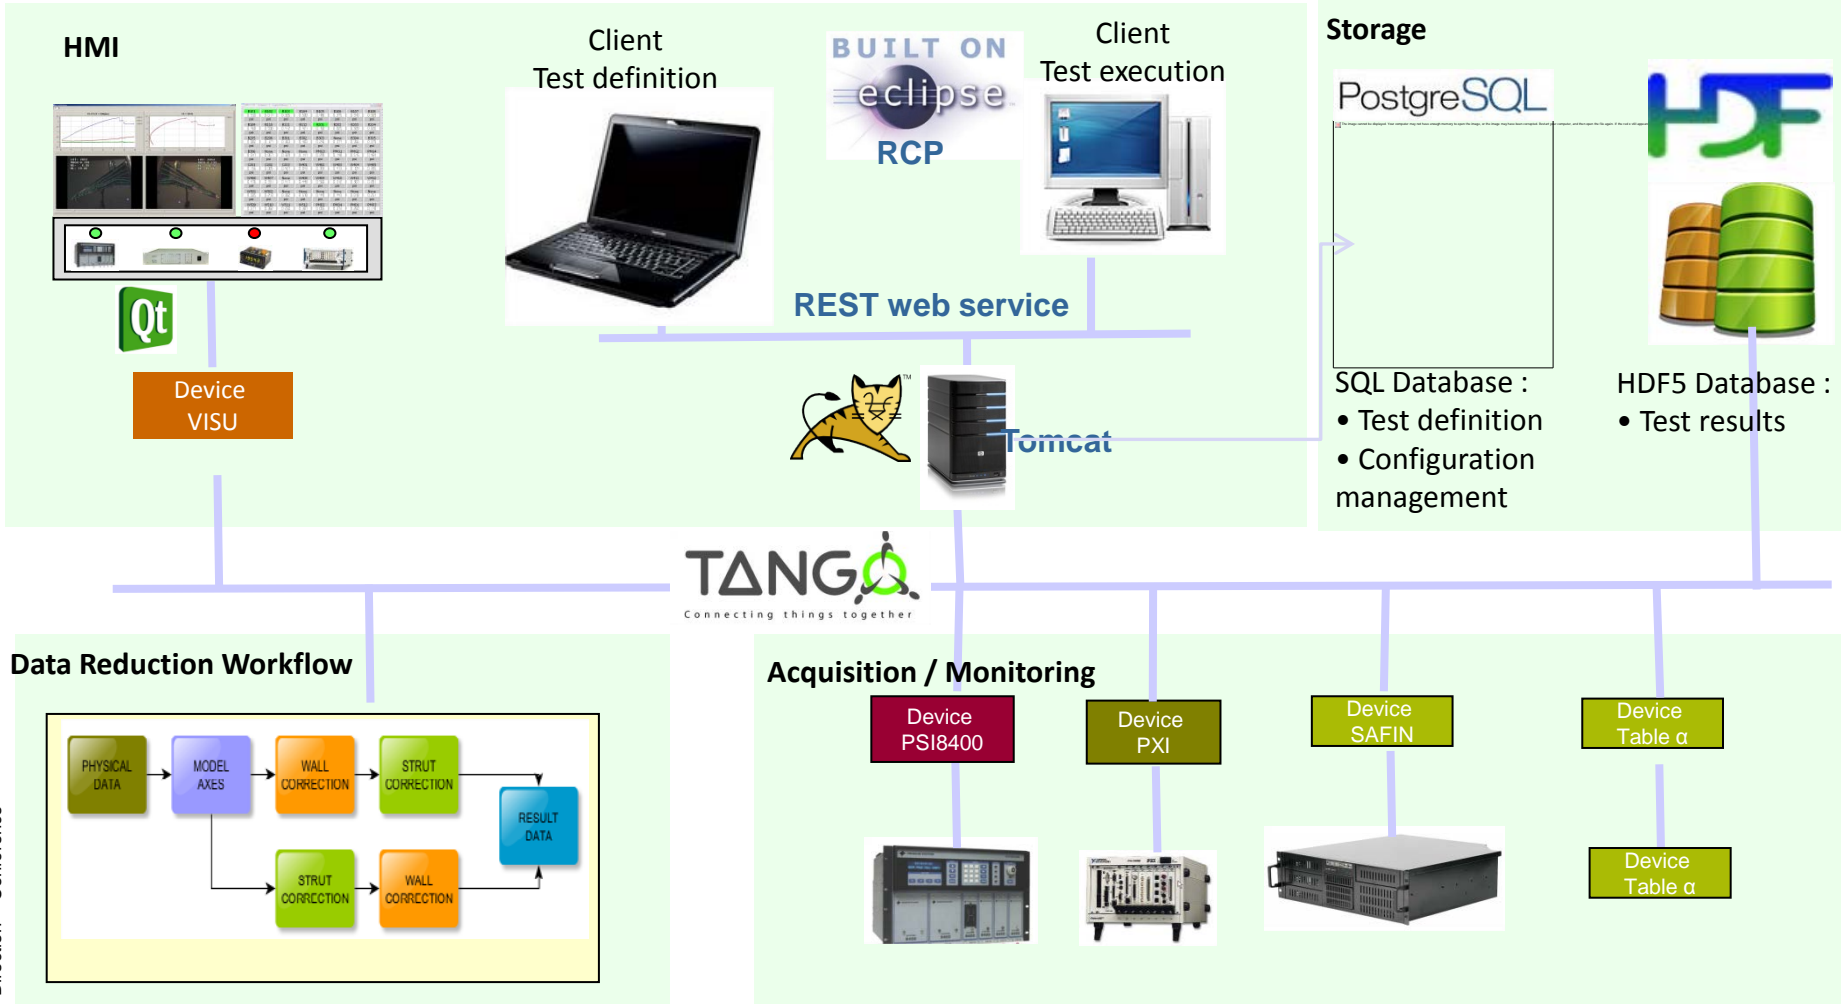 HMI
Client
Test definition
BUILT ON
eclipse
RCP
Client
Test execution
Storage
PostgreSQL
HDF
Qt
REST web service
Device
VISU
TM
Tomcat
SQL Database :
• Test definition
• Configuration
management
HDF5 Database :
• Test results
TANGO
Connecting things together
Data Reduction Workflow
PHYSICAL
DATA
MODEL
AXES
WALL
CORRECTION
STRUT
CORRECTION
RESULT
DATA
STRUT
CORRECTION
WALL
CORRECTION
Acquisition / Monitoring
Device
PSI8400
Device
PXI
Device
SAFIN
Device
Table α
Device
Table α